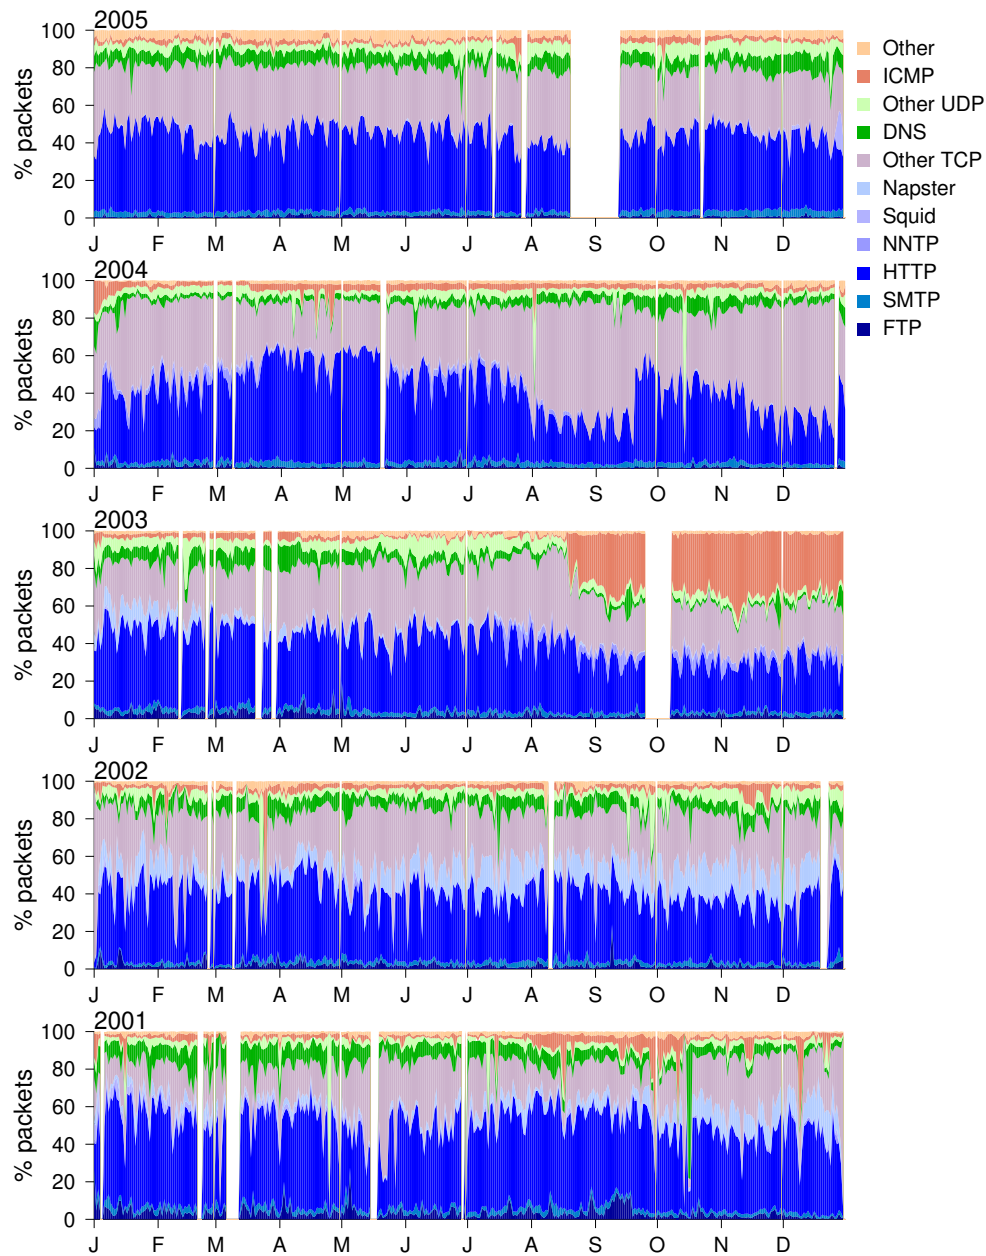 2005
100
80
60
40
20
0
% packets
J F M A M J J A S O N D
Other
ICMP
Other UDP
DNS
Other TCP
Napster
Squid
NNTP
HTTP
SMTP
FTP
2004
100
80
60
40
20
0
% packets
J F M A M J J A S O N D
2003
100
80
60
40
20
0
% packets
J F M A M J J A S O N D
2002
100
80
60
40
20
0
% packets
J F M A M J J A S O N D
2001
100
80
60
40
20
0
% packets
J F M A M J J A S O N D